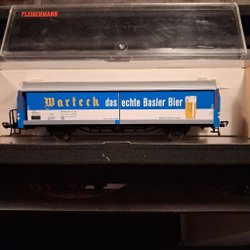 FLEISCHMANN
Warteck das echte Basler Bier